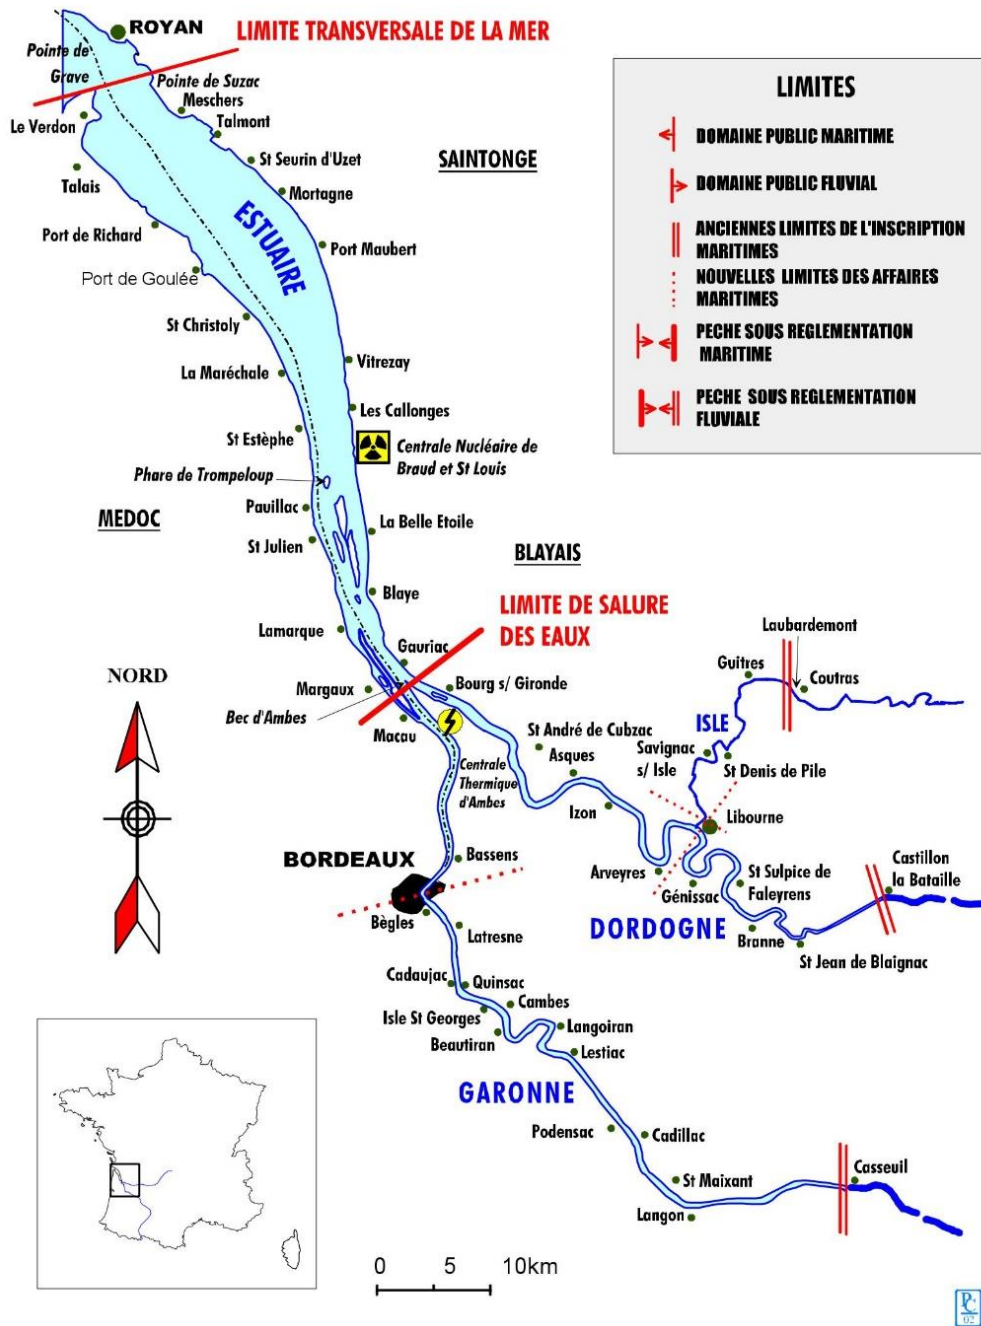 ROYAN
LIMITE TRANSVERSALE DE LA MER
Pointe de
Grave
Pointe de Suzac
Meschers
Le Verdon
Talmont
St Seurin d'Uzet
SAINTONGE
Talais
Mortagne
ESTUAIRE
Port de Richard
Port Maubert
Port de Goulée
St Christoly
Vitrezay
La Maréchale
Les Callonges
St Estèphe
Centrale Nucléaire de
Braud et St Louis
Phare de Trompeloup
Pauillac
MEDOC
La Belle Etoile
St Julien
BLAYAIS
Blaye
LIMITE DE SALURE
DES EAUX
Lamarque
Gauriac
Laubardemont
Guitres
Coutras
NORD
Margaux
Bourg s/ Gironde
Bec d'Ambes
Macau
St André de Cubzac
ISLE
Asques
Savignac
s/ Isle
St Denis de Pile
Centrale
Thermique
d'Ambes
Izon
Libourne
BORDEAUX
Bassens
Arveyres
Génissac
St Sulpice de
Faleyrens
Castillon
la Bataille
Bègles
Latresne
DORDOGNE
Branne
St Jean de Blaignac
Cadaujac
Quinsac
Isle St Georges
Cambes
Beautiran
Langoiran
Lestiac
GARONNE
Podensac
Cadillac
St Maixant
Casseuil
Langon
0 5 10km
LIMITES
DOMAINE PUBLIC MARITIME
DOMAINE PUBLIC FLUVIAL
ANCIENNES LIMITES DE L'INSCRIPTION
MARITIMES
NOUVELLES LIMITES DES AFFAIRES
MARITIMES
PECHE SOUS REGLEMENTATION
MARITIME
PECHE SOUS REGLEMENTATION
FLUVIALE
PC
02